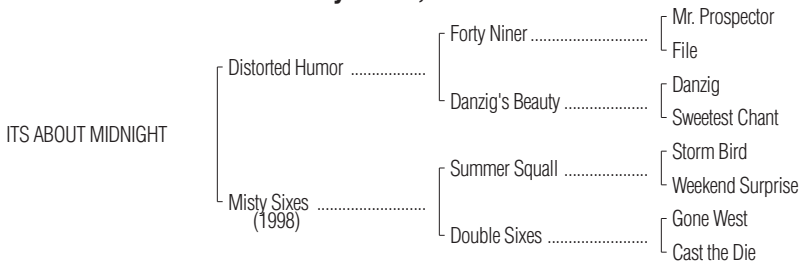 Mr. Prospector
Forty Niner ........................
File
Distorted Humor ..................
Danzig
Danzig's Beauty .................
Sweetest Chant
ITS ABOUT MIDNIGHT
Storm Bird
Summer Squall .................
Weekend Surprise
Misty Sixes .......................
(1998)
Gone West
Double Sixes .....................
Cast the Die